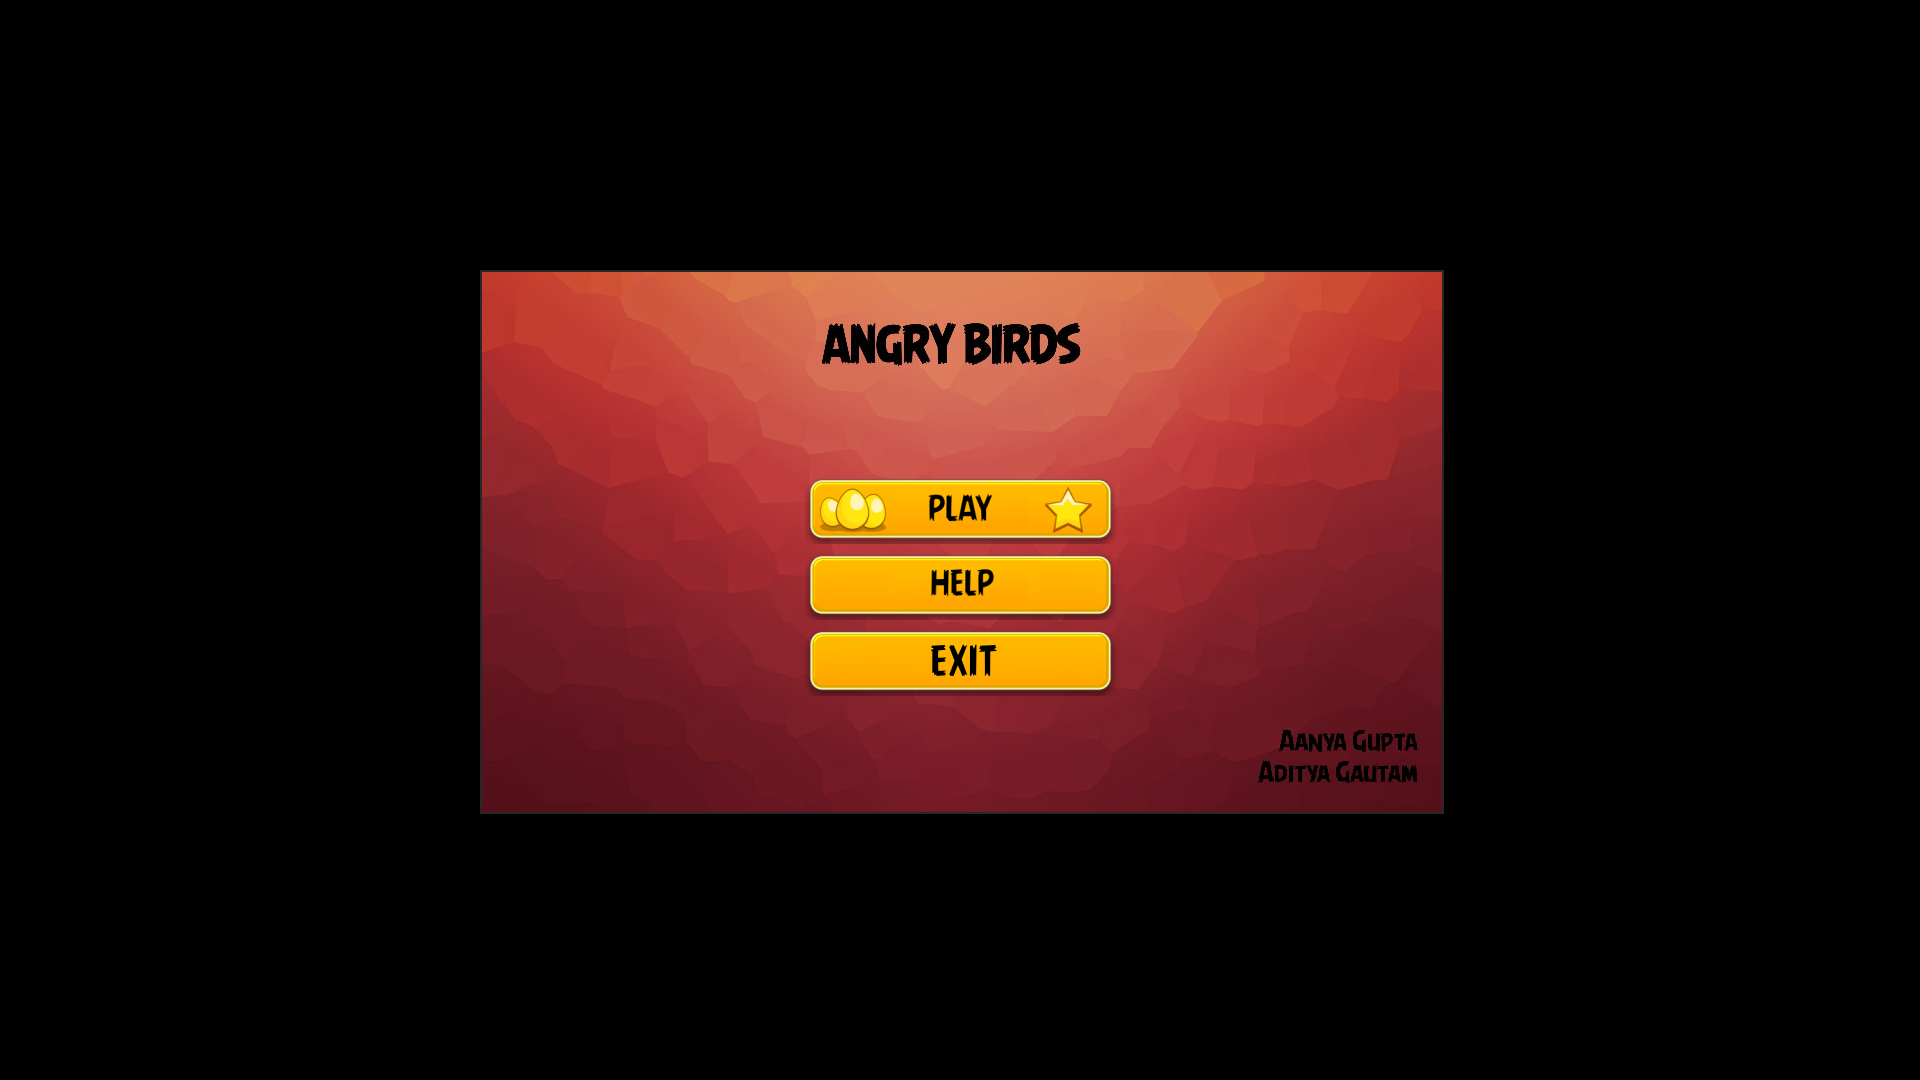 ANGRY BIRDS
PLAY
HELP
EXIT
AANYA GUPTA
ADITYA GAUTAM